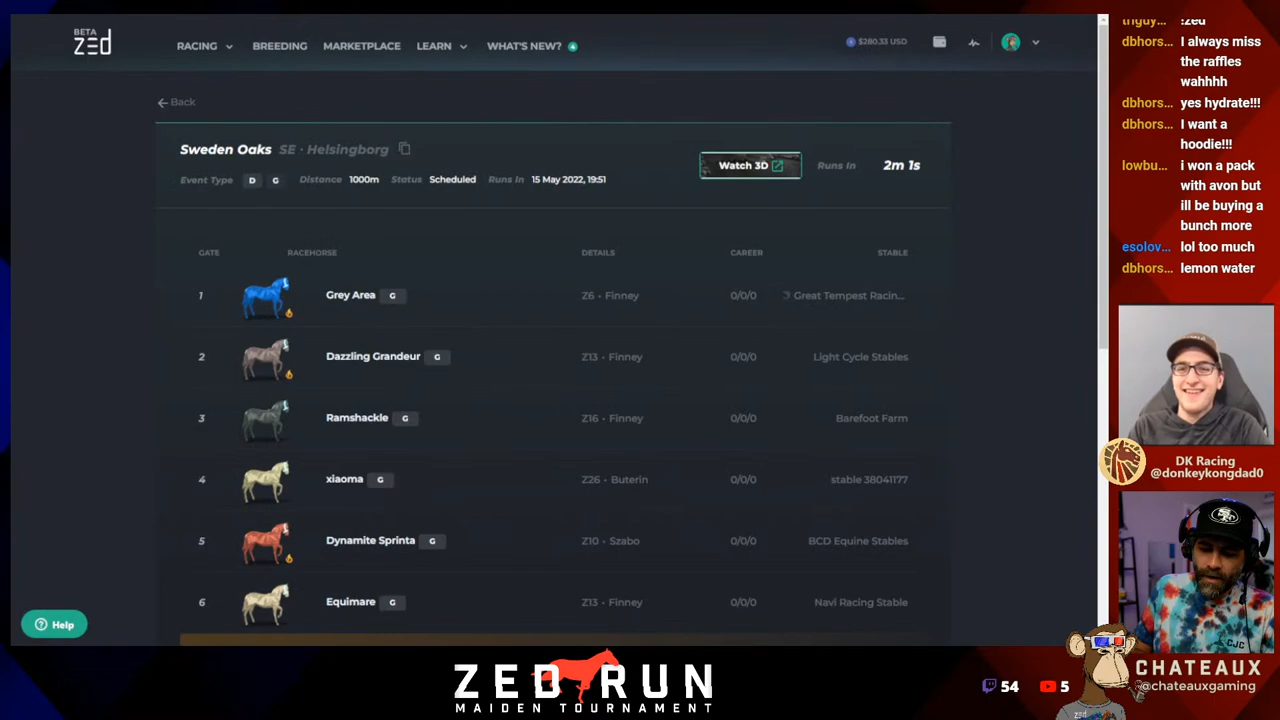 BETA
zed
RACING
BREEDING
MARKETPLACE
LEARN
WHAT'S NEW?
$280.33 USD
Back
Sweden Oaks SE · Helsingborg
Watch 3D
Runs In 2m 1s
Event Type D G Distance 1000m Status Scheduled Runs In 15 May 2022, 19:51
GATE RACEHORSE DETAILS CAREER STABLE
1 Grey Area G Z6 · Finney 0/0/0 Great Tempest Racin...
2 Dazzling Grandeur G Z13 · Finney 0/0/0 Light Cycle Stables
3 Ramshackle G Z16 · Finney 0/0/0 Barefoot Farm
4 xiaoma G Z26 · Buterin 0/0/0 stable 38041177
5 Dynamite Sprinta G Z10 · Szabo 0/0/0 BCD Equine Stables
6 Equimare G Z13 · Finney 0/0/0 Navi Racing Stable
Help
!zed
dbhors... I always miss
the raffles
wahhhh
dbhors... yes hydrate!!!
dbhors... I want a
hoodie!!!
lowbu... i won a pack
with avon but
ill be buying a
bunch more
esolov... lol too much
dbhors... lemon water
DK Racing
@donkeykongdad0
SF
CJC
ZED RUN
MAIDEN TOURNAMENT
54
5
CHATEAUX
@chateauxgaming
zed